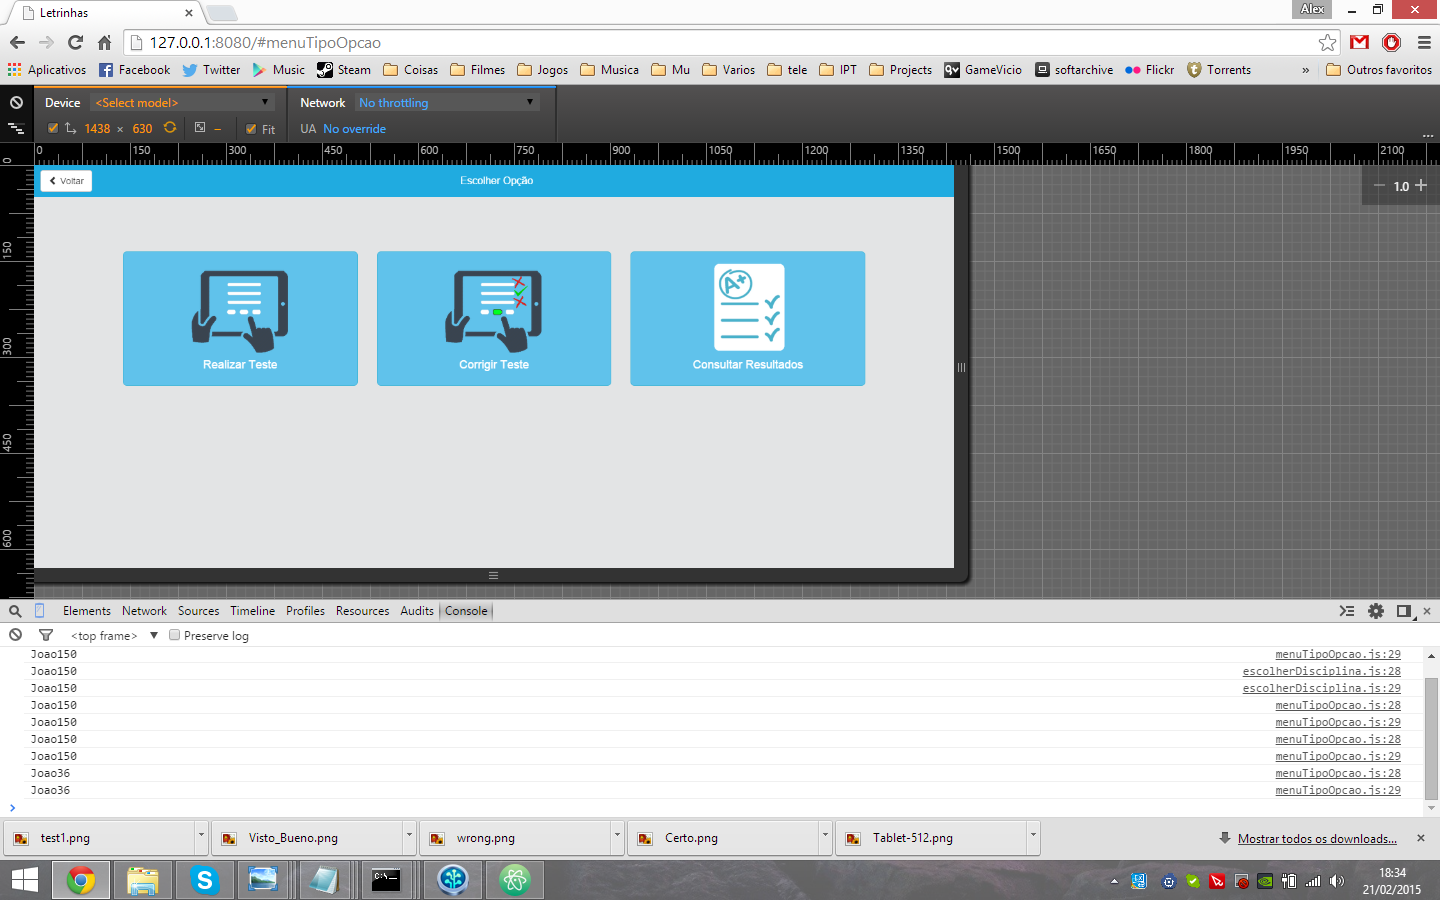 Letrinhas
Alex
127.0.0.1:8080/#menuTipoOpcao
Aplicativos Facebook Twitter Music Steam Coisas Filmes Jogos Musica Mu Varios tele IPT Projects GameVicio softarchive Flickr Torrents » Outros favoritos
Device <Select model> Network No throttling
1438 × 630 Fit UA No override
0 150 300 450 600 750 900 1050 1200 1350 1500 1650 1800 1950 2100
0
150
300
450
600
1.0
Voltar
Escolher Opção
A+
Realizar Teste
Corrigir Teste
Consultar Resultados
Elements Network Sources Timeline Profiles Resources Audits Console
<top frame> Preserve log
Joao150 menuTipoOpcao.js:29
Joao150 escolherDisciplina.js:28
Joao150 escolherDisciplina.js:29
Joao150 menuTipoOpcao.js:28
Joao150 menuTipoOpcao.js:29
Joao150 menuTipoOpcao.js:28
Joao150 menuTipoOpcao.js:29
Joao36 menuTipoOpcao.js:28
Joao36 menuTipoOpcao.js:29
test1.png Visto_Bueno.png wrong.png Certo.png Tablet-512.png Mostrar todos os downloads...
18:34
21/02/2015